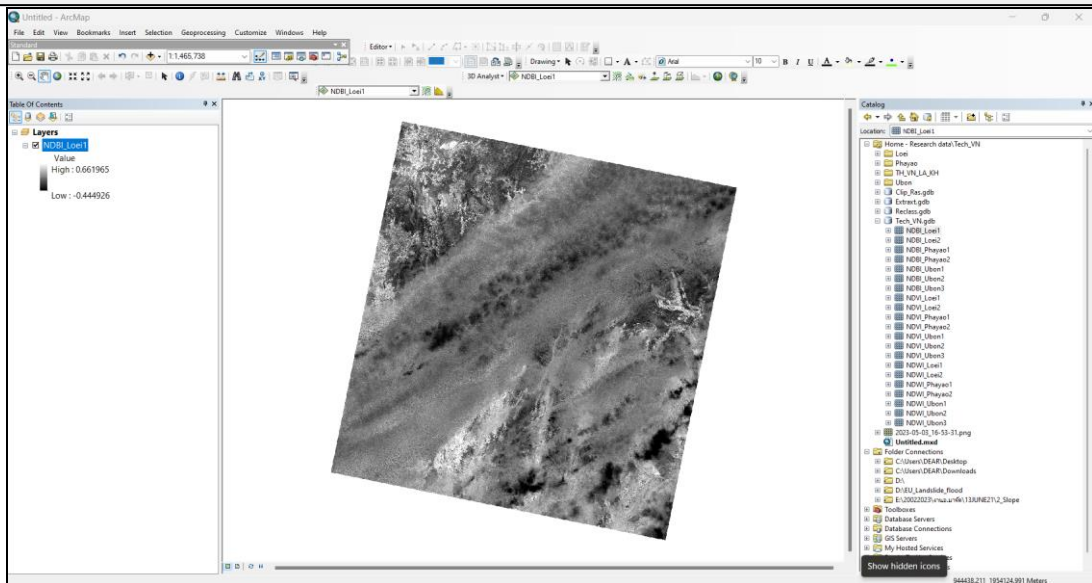 Untitled - ArcMap
File Edit View Bookmarks Insert Selection Geoprocessing Customize Windows Help
Standard
Editor
1:1,465,738
Drawing
Arial
10
B I U A
3D Analyst
NDBI_Loei1
NDBI_Loei1
Table Of Contents
Layers
NDBI_Loei1
Value
High : 0.661965
Low : -0.444926
Catalog
Location: NDBI_Loei1
Home - Research data\Tech_VN
Loei
Phayao
TH_VN_LA_KH
Ubon
Clip_Ras.gdb
Extraxt.gdb
Reclass.gdb
Tech_VN.gdb
NDBI_Loei1
NDBI_Loei2
NDBI_Phayao1
NDBI_Phayao2
NDBI_Ubon1
NDBI_Ubon2
NDBI_Ubon3
NDVI_Loei1
NDVI_Loei2
NDVI_Phayao1
NDVI_Phayao2
NDVI_Ubon1
NDVI_Ubon2
NDVI_Ubon3
NDWI_Loei1
NDWI_Loei2
NDWI_Phayao1
NDWI_Phayao2
NDWI_Ubon1
NDWI_Ubon2
NDWI_Ubon3
2023-05-03_16-53-31.png
Untitled.mxd
Folder Connections
C:\Users\DEAR\Desktop
C:\Users\DEAR\Downloads
D:\
D:\EU_Landslide_flood
Toolboxes
Database Servers
Database Connections
GIS Servers
My Hosted Services
Show hidden icons
944438.211 1954124.991 Meters